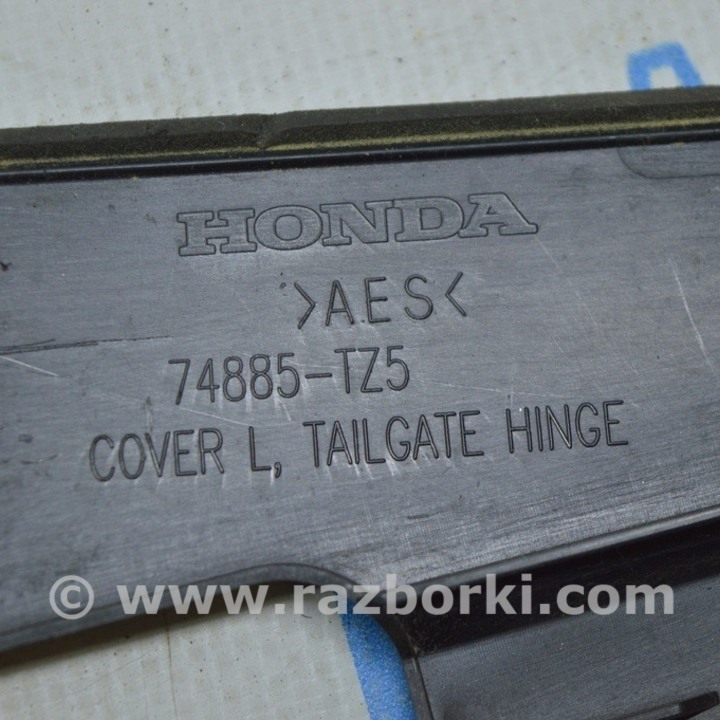 HONDA
>AES<
74885-TZ5
COVER L, TAILGATE HINGE
© www.razborki.com